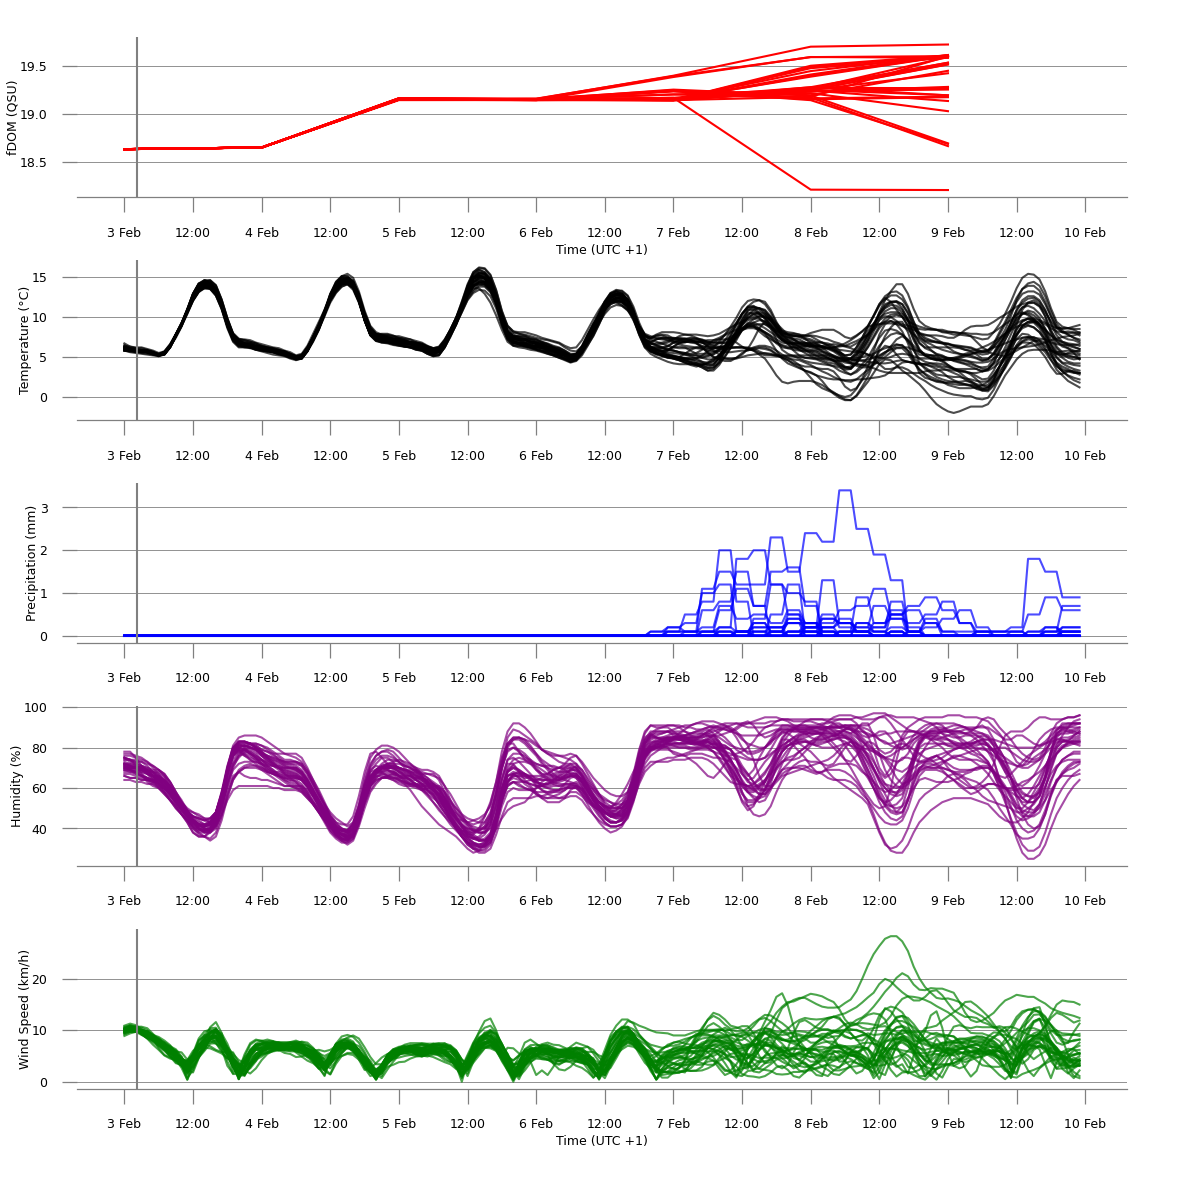 fDOM (QSU)
19.5
19.0
18.5
3 Feb 12:00 4 Feb 12:00 5 Feb 12:00 6 Feb 12:00 7 Feb 12:00 8 Feb 12:00 9 Feb 12:00 10 Feb
Time (UTC +1)
Temperature (°C)
15
10
5
0
3 Feb 12:00 4 Feb 12:00 5 Feb 12:00 6 Feb 12:00 7 Feb 12:00 8 Feb 12:00 9 Feb 12:00 10 Feb
Precipitation (mm)
3
2
1
0
3 Feb 12:00 4 Feb 12:00 5 Feb 12:00 6 Feb 12:00 7 Feb 12:00 8 Feb 12:00 9 Feb 12:00 10 Feb
Humidity (%)
100
80
60
40
3 Feb 12:00 4 Feb 12:00 5 Feb 12:00 6 Feb 12:00 7 Feb 12:00 8 Feb 12:00 9 Feb 12:00 10 Feb
Wind Speed (km/h)
20
10
0
3 Feb 12:00 4 Feb 12:00 5 Feb 12:00 6 Feb 12:00 7 Feb 12:00 8 Feb 12:00 9 Feb 12:00 10 Feb
Time (UTC +1)